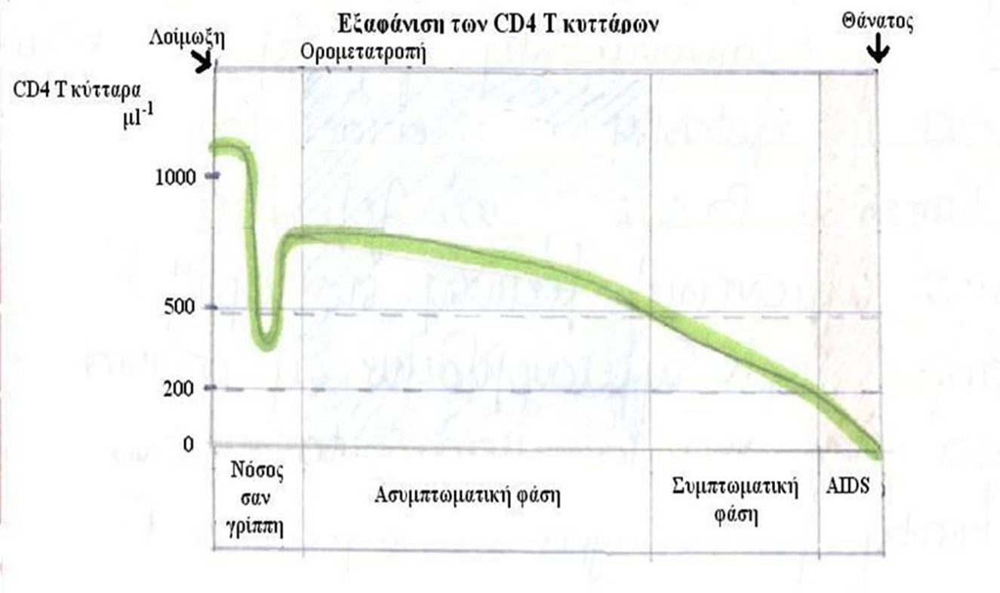 Εξαφάνιση των CD4 Τ κυττάρων
Λοίμωξη
Θάνατος
Ορομετατροπή
CD4 Τ κύτταρα
μl-1
1000
500
200
0
Νόσος
σαν
γρίππη
Ασυμπτωματική φάση
Συμπτωματική
φάση
AIDS